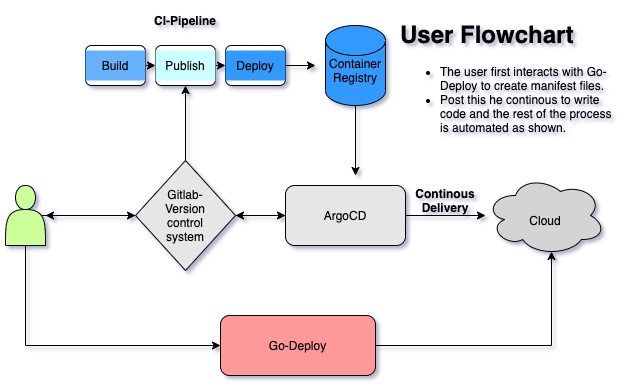 CI-Pipeline
User Flowchart
Build
Publish
Deploy
Container
Registry
• The user first interacts with Go-
Deploy to create manifest files.
• Post this he continous to write
code and the rest of the process
is automated as shown.
Gitlab-
Version
control
system
ArgoCD
Continous
Delivery
Cloud
Go-Deploy